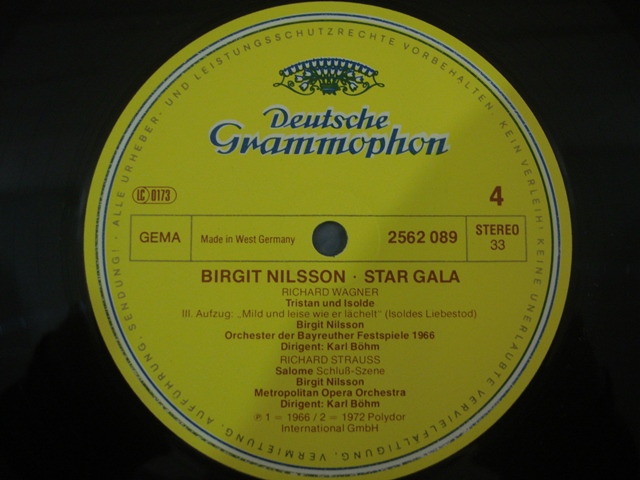 ALLE URHEBER- UND LEISTUNGSSCHUTZRECHTE VORBEHALTEN · KEIN VERLEIH! KEINE UNERLAUBTE VERVIELFÄLTIGUNG, VERMIETUNG, AUFFÜHRUNG, SENDUNG! ·
Deutsche
Grammophon
LC 0173
4
GEMA
Made in West Germany
2562 089
STEREO
33
BIRGIT NILSSON · STAR GALA
RICHARD WAGNER
Tristan und Isolde
III. Aufzug: „Mild und leise wie er lächelt" (Isoldes Liebestod)
Birgit Nilsson
Orchester der Bayreuther Festspiele 1966
Dirigent: Karl Böhm
RICHARD STRAUSS
Salome Schluß-Szene
Birgit Nilsson
Metropolitan Opera Orchestra
Dirigent: Karl Böhm
℗ 1 = 1966 / 2 = 1972 Polydor
International GmbH